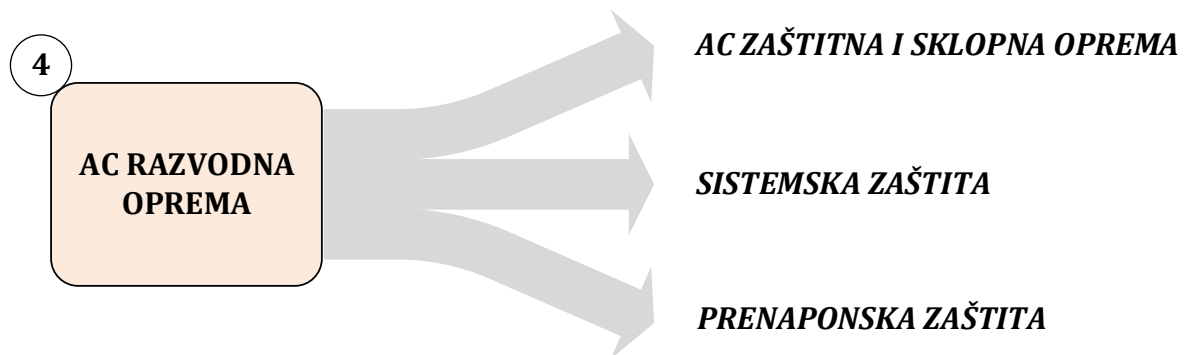 4
AC RAZVODNA
OPREMA
AC ZAŠTITNA I SKLOPNA OPREMA
SISTEMSKA ZAŠTITA
PRENAPONSKA ZAŠTITA